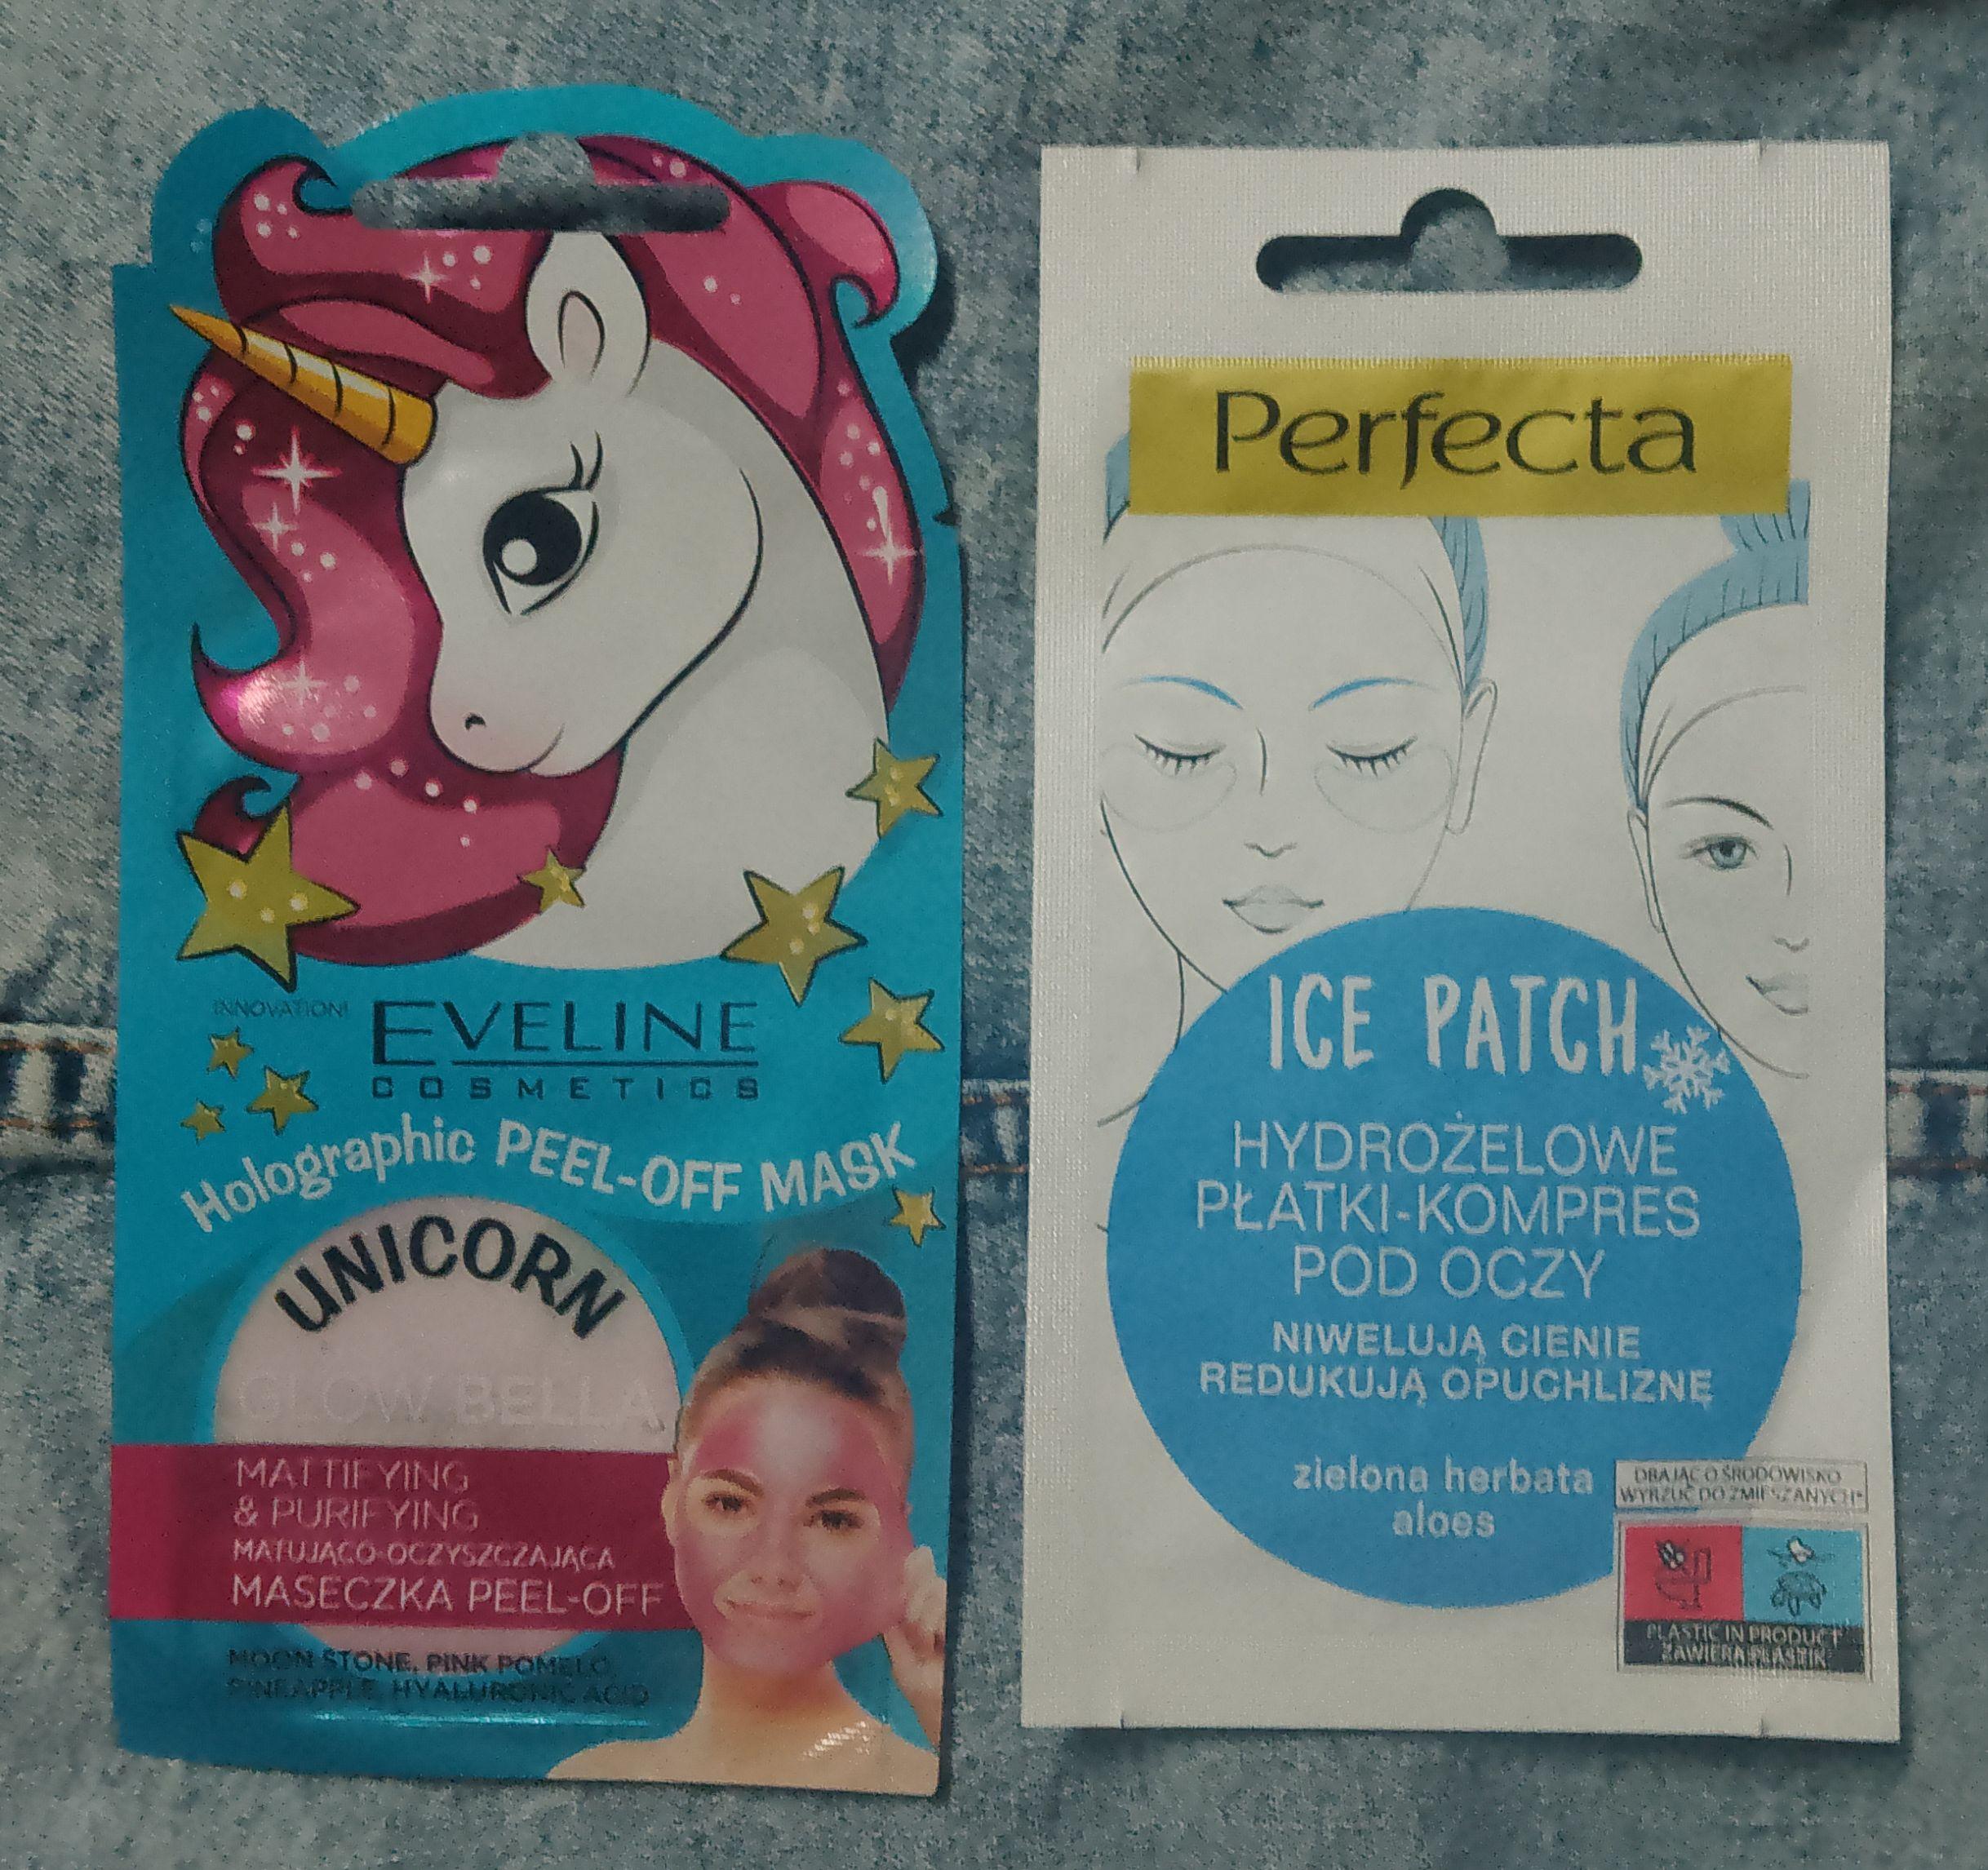 INNOVATION!
EVELINE
COSMETICS
Holographic PEEL-OFF MASK
UNICORN
GLOW BELLA
MATTIFYING
& PURIFYING
MATUJĄCO-OCZYSZCZAJĄCA
MASECZKA PEEL-OFF
MOON STONE, PINK POMELO,
PINEAPPLE, HYALURONIC ACID
Perfecta
ICE PATCH
HYDROŻELOWE
PŁATKI-KOMPRES
POD OCZY
NIWELUJĄ CIENIE
REDUKUJĄ OPUCHLIZNĘ
zielona herbata
aloes
DBAJĄC O ŚRODOWISKO
WYRZUĆ DO ZMIESZANYCH*
PLASTIC IN PRODUCT
ZAWIERA PLASTIK